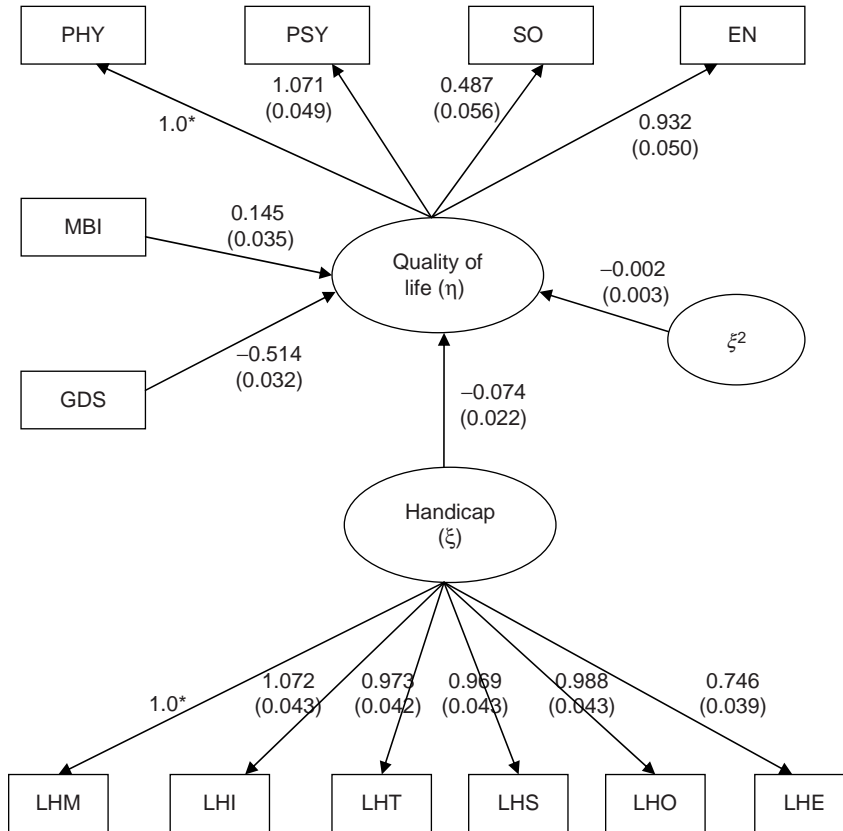 PHY
PSY
SO
EN
1.0*
1.071
(0.049)
0.487
(0.056)
0.932
(0.050)
MBI
0.145
(0.035)
Quality of
life (η)
−0.002
(0.003)
ξ²
GDS
−0.514
(0.032)
−0.074
(0.022)
Handicap
(ξ)
1.0*
1.072
(0.043)
0.973
(0.042)
0.969
(0.043)
0.988
(0.043)
0.746
(0.039)
LHM
LHI
LHT
LHS
LHO
LHE